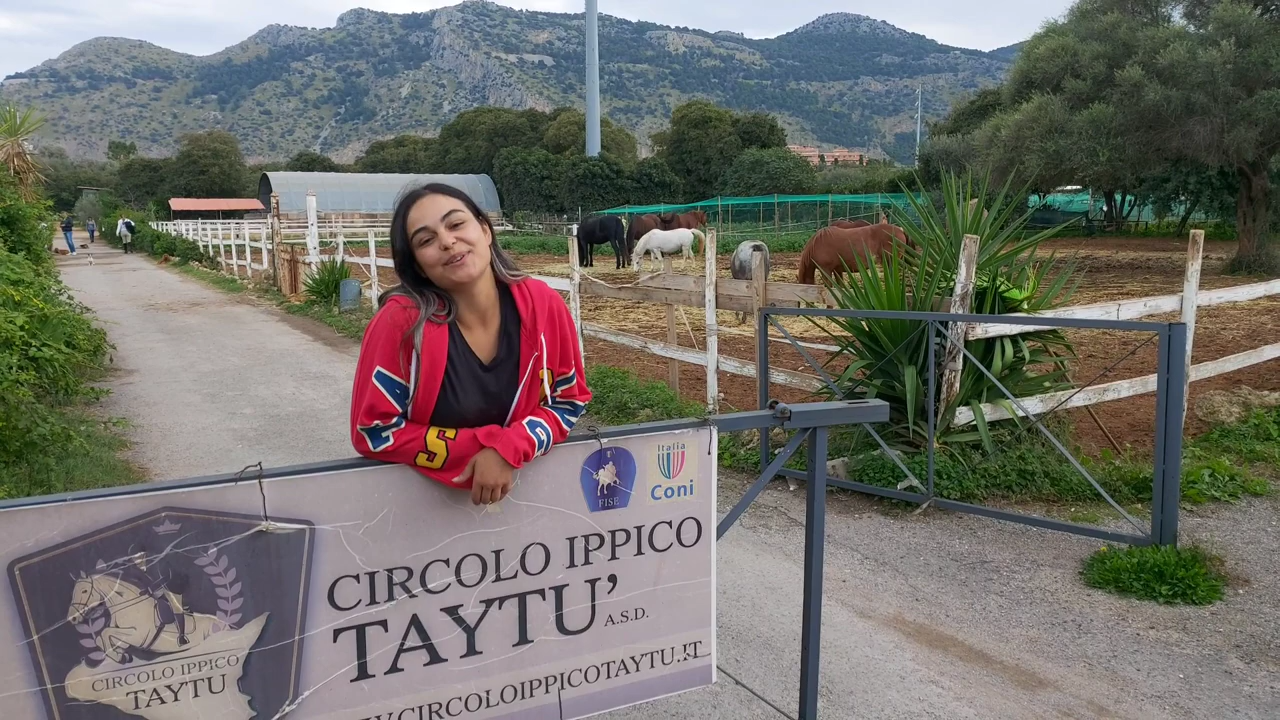 Italia
FISE
Coni
CIRCOLO IPPICO
TAYTU'
A.S.D.
CIRCOLO IPPICO
TAYTU
.CIRCOLOIPPICOTAYTU.IT
S